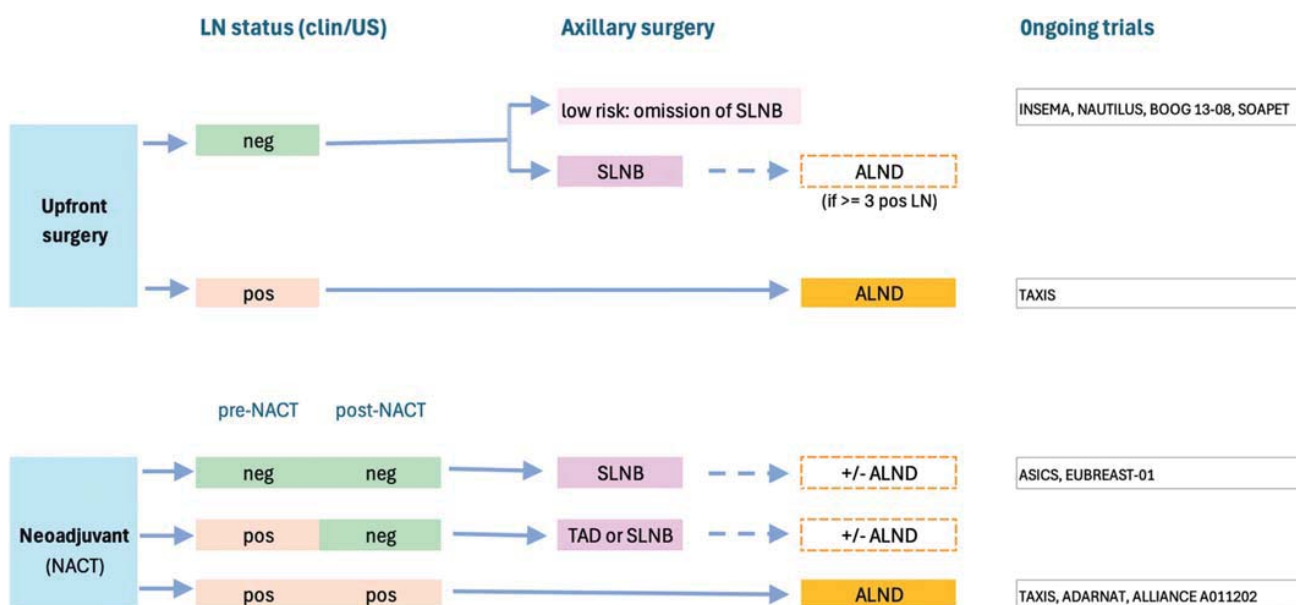 LN status (clin/US) Axillary surgery 0ngoing trials
low risk: omission of SLNB INSEMA, NAUTILUS, BOOG 13-08, SOAPET
neg
SLNB ALND
(if >= 3 pos LN)
Upfront
surgery
pos ALND TAXIS
pre-NACT post-NACT
neg neg SLNB +/- ALND ASICS, EUBREAST-01
Neoadjuvant
(NACT)
pos neg TAD or SLNB +/- ALND
pos pos ALND TAXIS, ADARNAT, ALLIANCE A011202